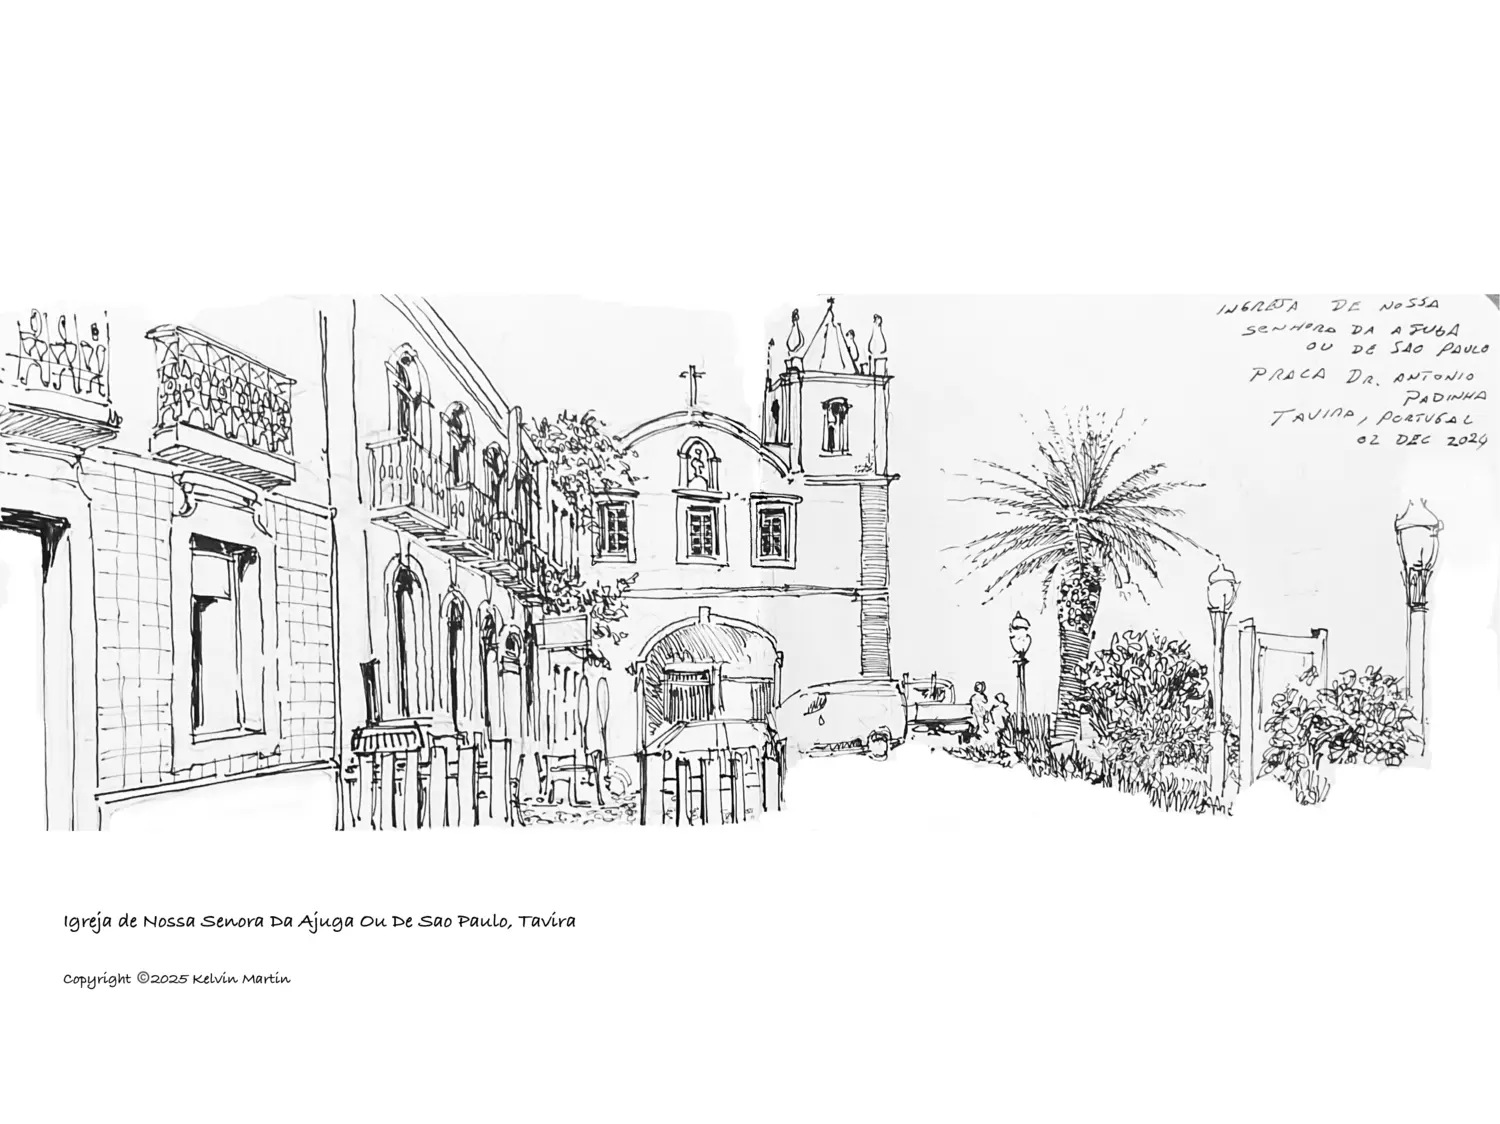 INGREJA DE NOSSA
SENHORA DA AJUGA
OU DE SAO PAULO
PRACA DR. ANTONIO
PADINHA
TAVIRA, PORTUGAL
02 DEC 2024
Igreja de Nossa Senora Da Ajuga Ou De Sao Paulo, Tavira
Copyright ©2025 Kelvin Martin